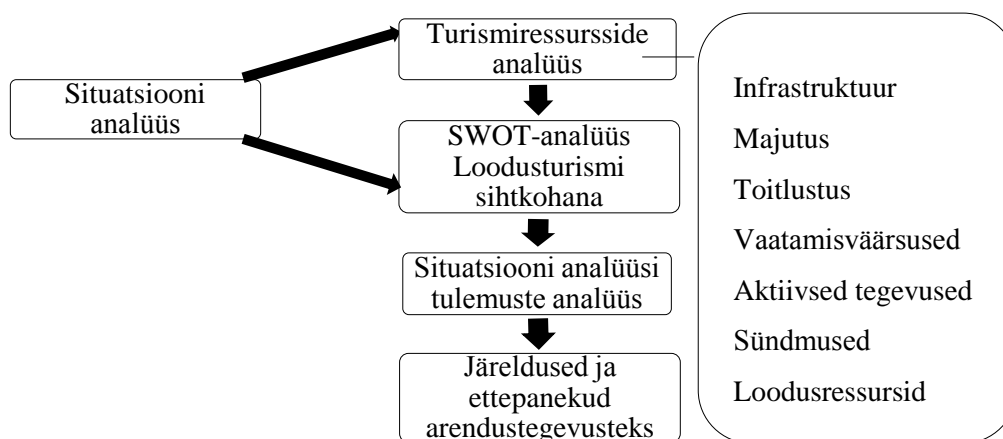 Situatsiooni
analüüs
Turismiressursside
analüüs
SWOT-analüüs
Loodusturismi
sihtkohana
Situatsiooni analüüsi
tulemuste analüüs
Järeldused ja
ettepanekud
arendustegevusteks
Infrastruktuur
Majutus
Toitlustus
Vaatamisväärsused
Aktiivsed tegevused
Sündmused
Loodusressursid